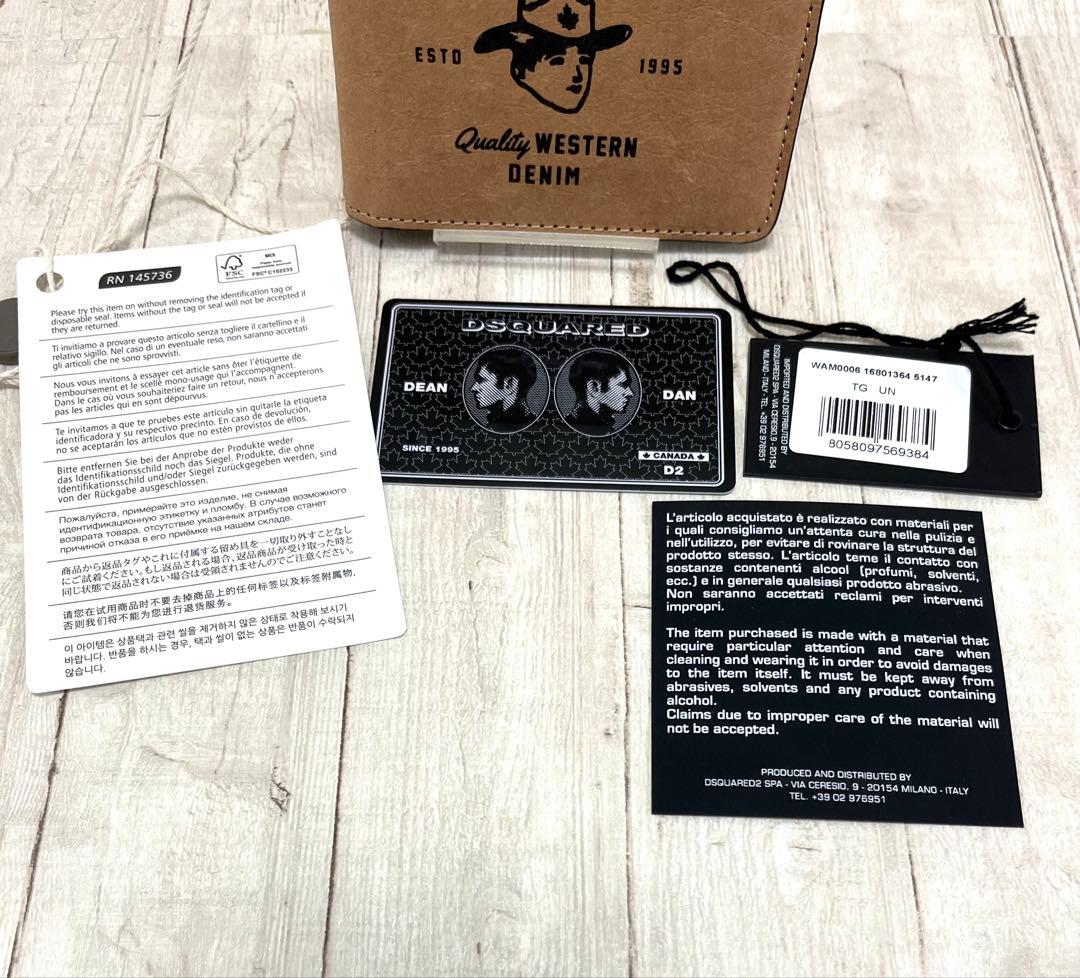 ESTD
1995
Quality WESTERN
DENIM
RN 145736
FSC
MIX
Paper from
responsible sources
FSC® C102233
Please try this item on without removing the identification tag or
disposable seal. Items without the tag or seal will not be accepted if
they are returned.
Ti invitiamo a provare questo articolo senza togliere il cartellino e il
relativo sigillo. Nel caso di un eventuale reso, non saranno accettati
gli articoli che ne sono sprovvisti.
Nous vous invitons à essayer cet article sans ôter l'étiquette de
remboursement et le scellé mono-usage qui l'accompagnent.
Dans le cas où vous souhaiteriez faire un retour, nous n'accepterons
pas les articles qui en sont dépourvus.
Te invitamos a que te pruebes este artículo sin quitarle la etiqueta
identificadora y su respectivo precinto. En caso de devolución,
no se aceptarán los artículos que no estén provistos de ellos.
Bitte entfernen Sie bei der Anprobe der Produkte weder
das Identifikationsschild noch das Siegel. Produkte, die ohne
Identifikationsschild und/oder Siegel zurückgegeben werden, sind
von der Rückgabe ausgeschlossen.
Пожалуйста, примеряйте это изделие, не снимая
идентификационную этикетку и пломбу. В случае возможного
возврата товара, отсутствие указанных атрибутов станет
причиной отказа в его приёмке на нашем складе.
商品から返品タグやこれに付属する留め具を一切取り外すことなし
にご試着ください。もし返品される場合、返品商品が受け取った時と
同じ状態で返品されない場合は受領されませんのでご注意ください。
请您在试用商品时不要去掉商品上的任何标签以及标签附属物,
否则我们将不能为您进行退货服务。
이 아이템은 상품택과 관련 씰을 제거하지 않은 상태로 착용해 보시기
바랍니다. 반품을 하시는 경우, 택과 씰이 없는 상품은 반품이 수락되지
않습니다.
DSQUARED
DEAN
DAN
SINCE 1995
CANADA
D2
IMPORTED AND DISTRIBUTED BY
DSQUARED2 SPA - VIA CERESIO, 9 - 20154
MILANO - ITALY - TEL. +39 02 976951
WAM0006 16801364 5147
TG UN
8058097569384
L'articolo acquistato è realizzato con materiali per
i quali consigliamo un'attenta cura nella pulizia e
nell'utilizzo, per evitare di rovinare la struttura del
prodotto stesso. L'articolo teme il contatto con
sostanze contenenti alcool (profumi, solventi,
ecc.) e in generale qualsiasi prodotto abrasivo.
Non saranno accettati reclami per interventi
impropri.
The item purchased is made with a material that
require particular attention and care when
cleaning and wearing it in order to avoid damages
to the item itself. It must be kept away from
abrasives, solvents and any product containing
alcohol.
Claims due to improper care of the material will
not be accepted.
PRODUCED AND DISTRIBUTED BY
DSQUARED2 SPA - VIA CERESIO, 9 - 20154 MILANO - ITALY
TEL. +39 02 976951